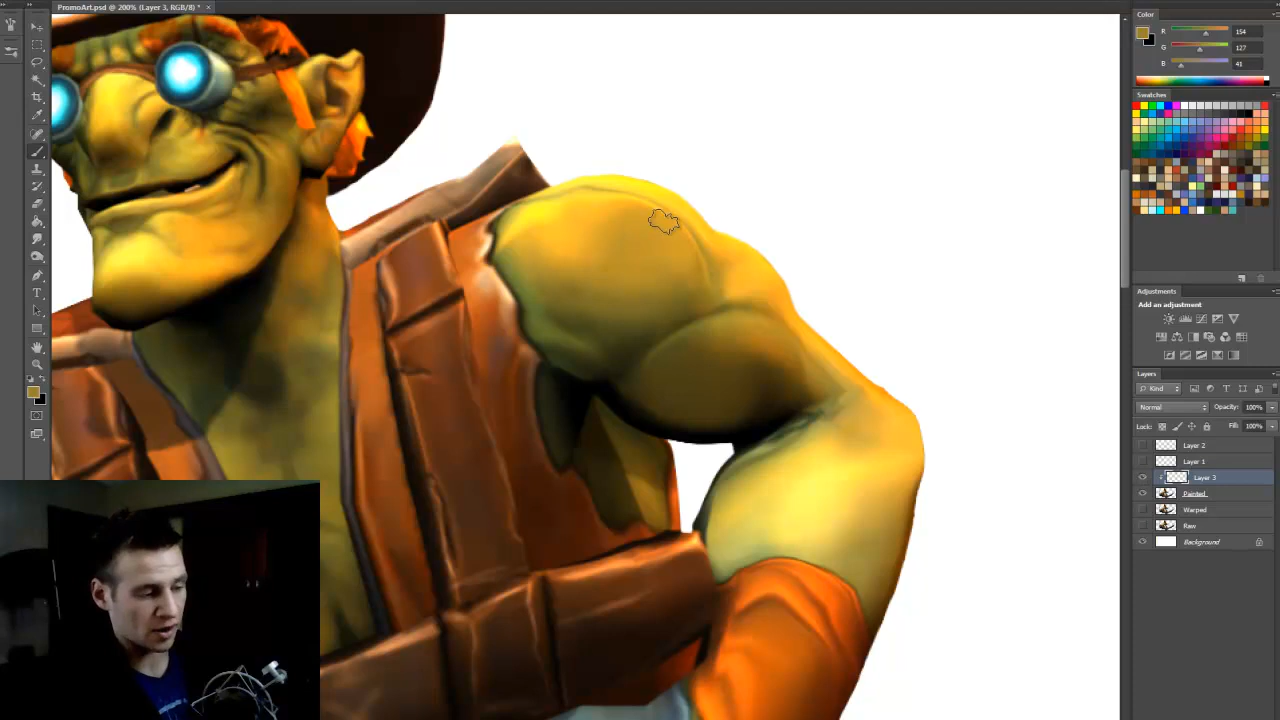 PromoArt.psd @ 200% (Layer 3, RGB/8) * ×
Color
R 154
G 127
B 41
Swatches
Adjustments
Add an adjustment
Layers
Kind
Normal Opacity: 100%
Lock: Fill: 100%
Layer 2
Layer 1
Layer 3
Painted
Warped
Raw
Background